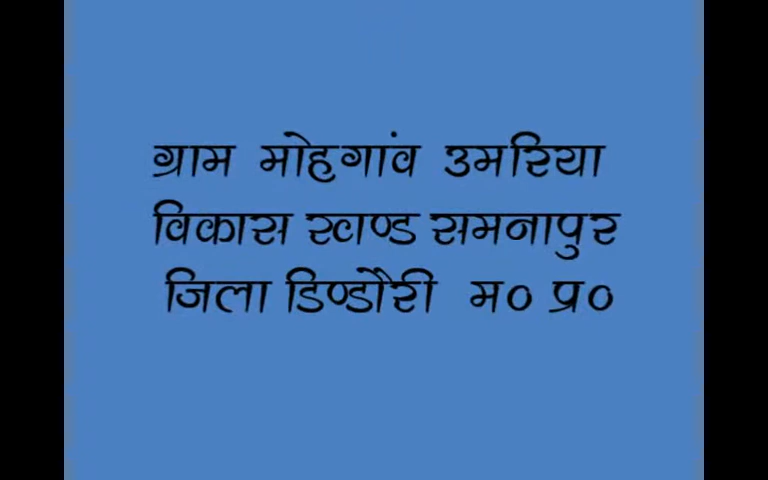 ग्राम मोहगांव उमरिया
विकास खण्ड समनापुर
जिला डिण्डौरी म० प्र०